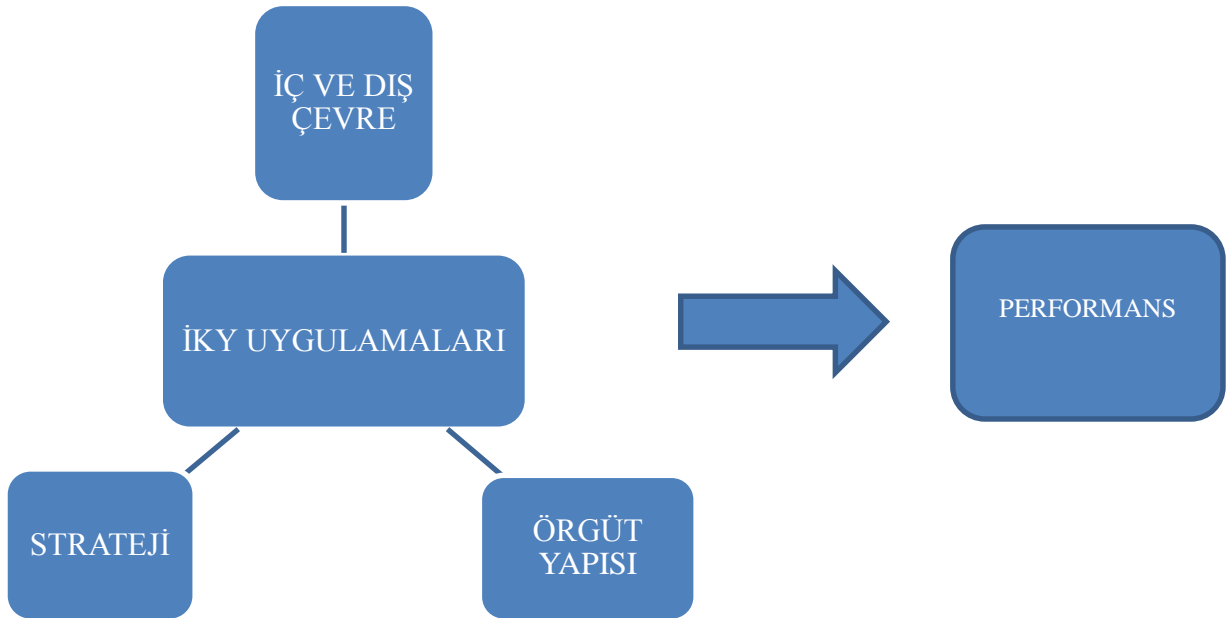 İÇ VE DIŞ
ÇEVRE
İKY UYGULAMALARI
PERFORMANS
STRATEJİ
ÖRGÜT
YAPISI